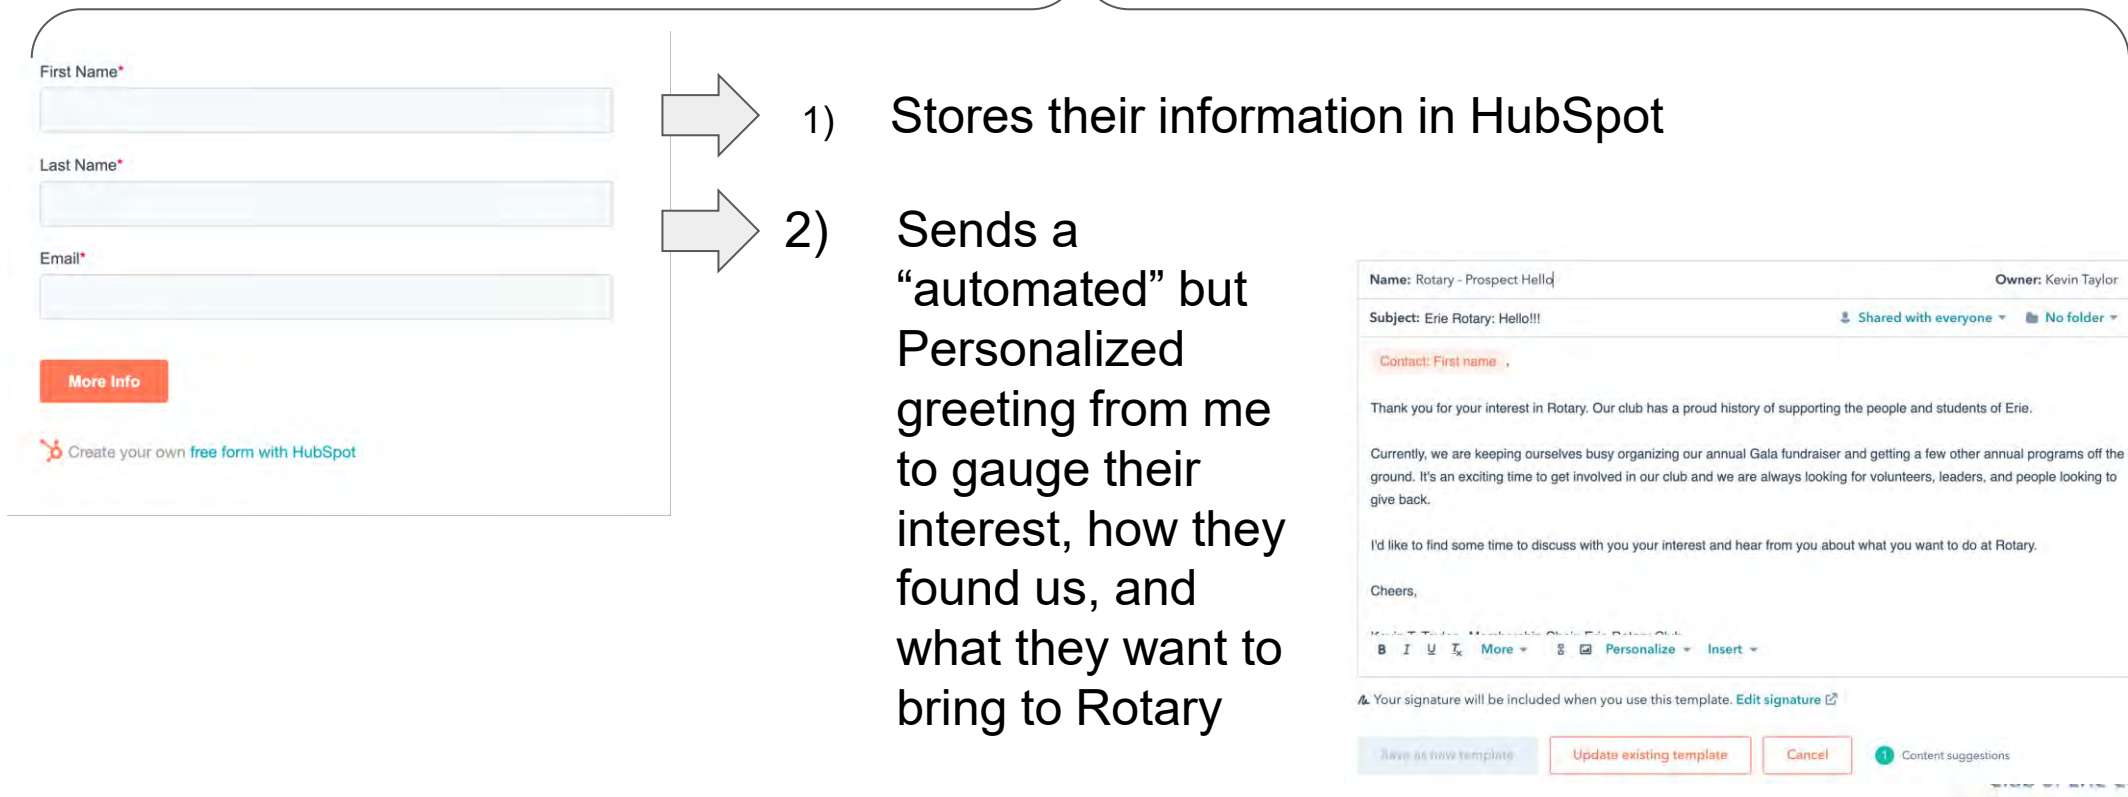 First Name*
Last Name*
Email*
More Info
Create your own free form with HubSpot
1) Stores their information in HubSpot
2) Sends a
“automated” but
Personalized
greeting from me
to gauge their
interest, how they
found us, and
what they want to
bring to Rotary
Name: Rotary - Prospect Hello
Owner: Kevin Taylor
Subject: Erie Rotary: Hello!!!
Shared with everyone
No folder
Contact: First name ,
Thank you for your interest in Rotary. Our club has a proud history of supporting the people and students of Erie.
Currently, we are keeping ourselves busy organizing our annual Gala fundraiser and getting a few other annual programs off the
ground. It's an exciting time to get involved in our club and we are always looking for volunteers, leaders, and people looking to
give back.
I'd like to find some time to discuss with you your interest and hear from you about what you want to do at Rotary.
Cheers,
B I U Tx More Personalize Insert
Your signature will be included when you use this template. Edit signature
Save as new template
Update existing template
Cancel
1 Content suggestions